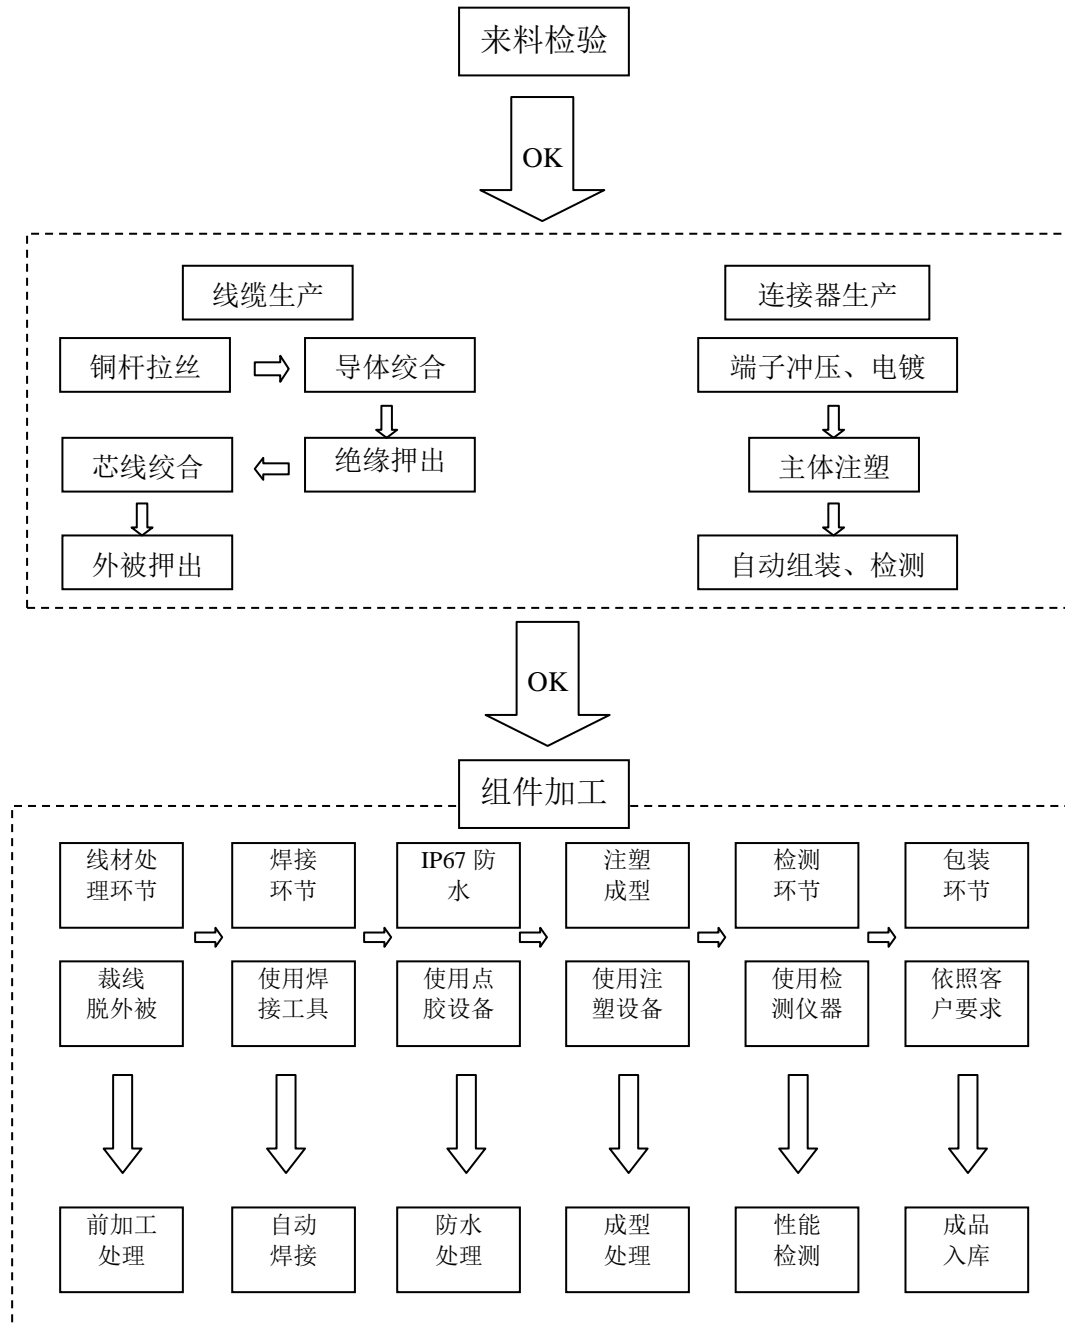 来料检验
OK
线缆生产
连接器生产
铜杆拉丝
导体绞合
端子冲压、电镀
芯线绞合
绝缘押出
主体注塑
外被押出
自动组装、检测
OK
组件加工
线材处
理环节
焊接
环节
IP67 防
水
注塑
成型
检测
环节
包装
环节
裁线
脱外被
使用焊
接工具
使用点
胶设备
使用注
塑设备
使用检
测仪器
依照客
户要求
前加工
处理
自动
焊接
防水
处理
成型
处理
性能
检测
成品
入库